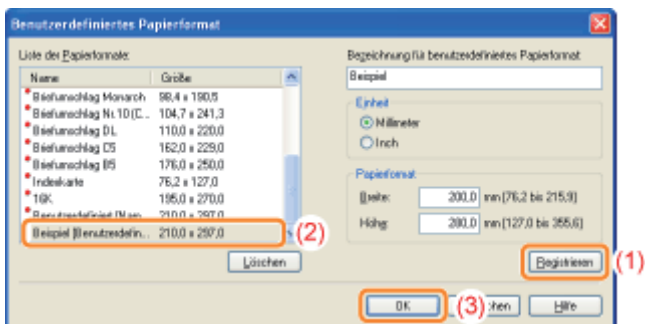 Benutzerdefiniertes Papierformat
Liste der Papierformate:
Name Größe
Briefumschlag Monarch 98,4 x 190,5
Briefumschlag Nr. 10 (C... 104,7 x 241,3
Briefumschlag DL 110,0 x 220,0
Briefumschlag C5 162,0 x 229,0
Briefumschlag B5 176,0 x 250,0
Indexkarte 76,2 x 127,0
16K 195,0 x 270,0
Benutzerdefiniert (Nam... 210,0 x 297,0
Beispiel (Benutzerdefin... 210,0 x 297,0
(2)
Löschen
Bezeichnung für benutzerdefiniertes Papierformat:
Beispiel
Einheit
Millimeter
Inch
Papierformat
Breite: 200,0 mm (76,2 bis 215,9)
Höhe: 200,0 mm (127,0 bis 355,6)
Registrieren
(1)
OK
(3)
chen
Hilfe